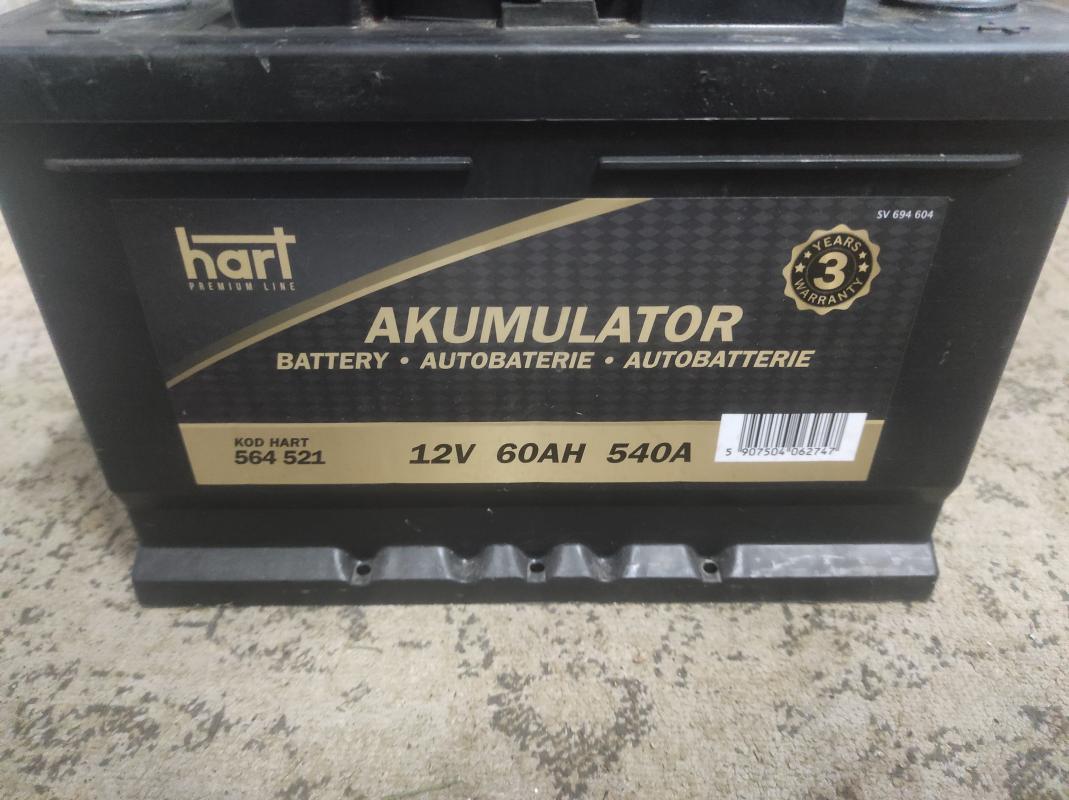 SV 694 604
hart
PREMIUM LINE
YEARS
3
WARRANTY
AKUMULATOR
BATTERY • AUTOBATERIE • AUTOBATTERIE
KOD HART
564 521
12V 60AH 540A
5 907504 062747